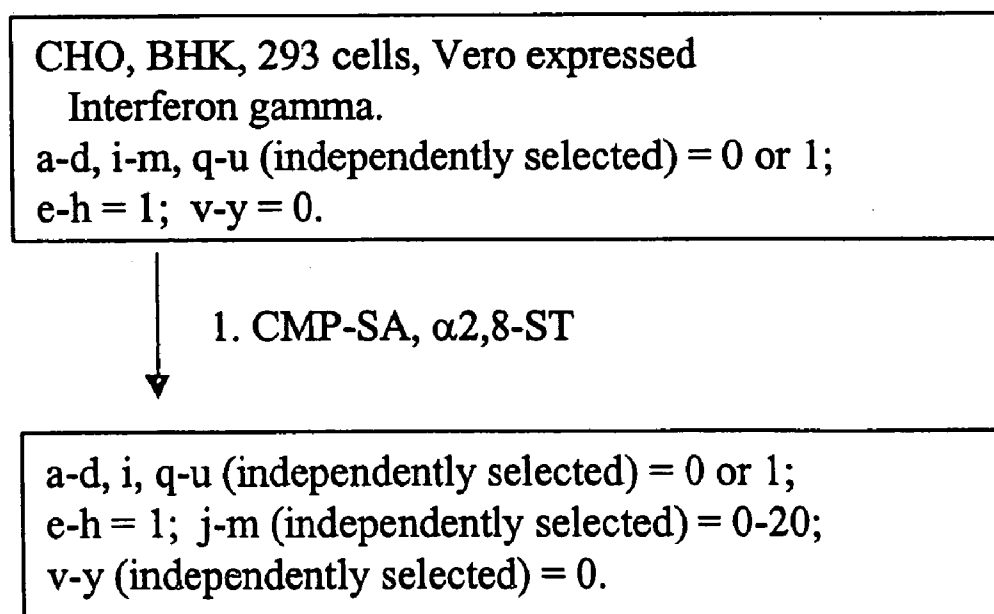 CHO, BHK, 293 cells, Vero expressed
Interferon gamma.
a-d, i-m, q-u (independently selected) = 0 or 1;
e-h = 1; v-y = 0.
1. CMP-SA, α2,8-ST
a-d, i, q-u (independently selected) = 0 or 1;
e-h = 1; j-m (independently selected) = 0-20;
v-y (independently selected) = 0.